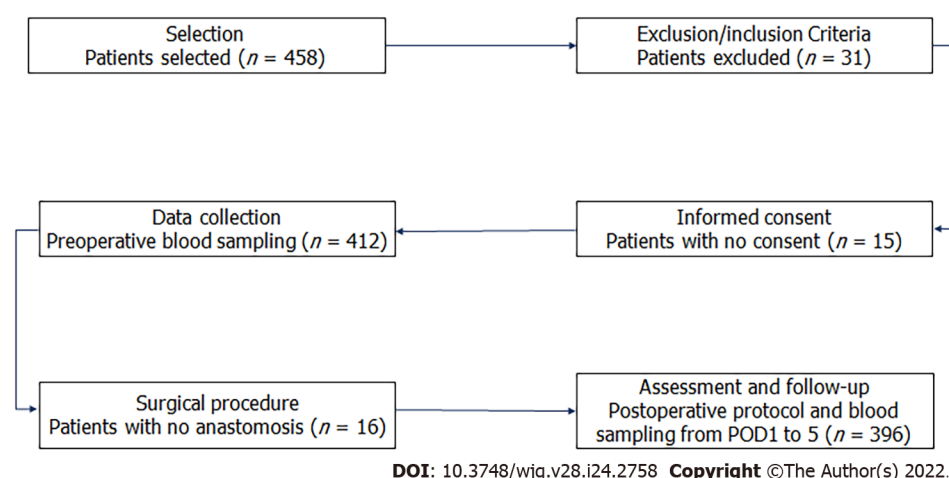 Selection
Patients selected (n = 458)
Exclusion/inclusion Criteria
Patients excluded (n = 31)
Informed consent
Patients with no consent (n = 15)
Data collection
Preoperative blood sampling (n = 412)
Surgical procedure
Patients with no anastomosis (n = 16)
Assessment and follow-up
Postoperative protocol and blood
sampling from POD1 to 5 (n = 396)
DOI: 10.3748/wjg.v28.i24.2758 Copyright ©The Author(s) 2022.